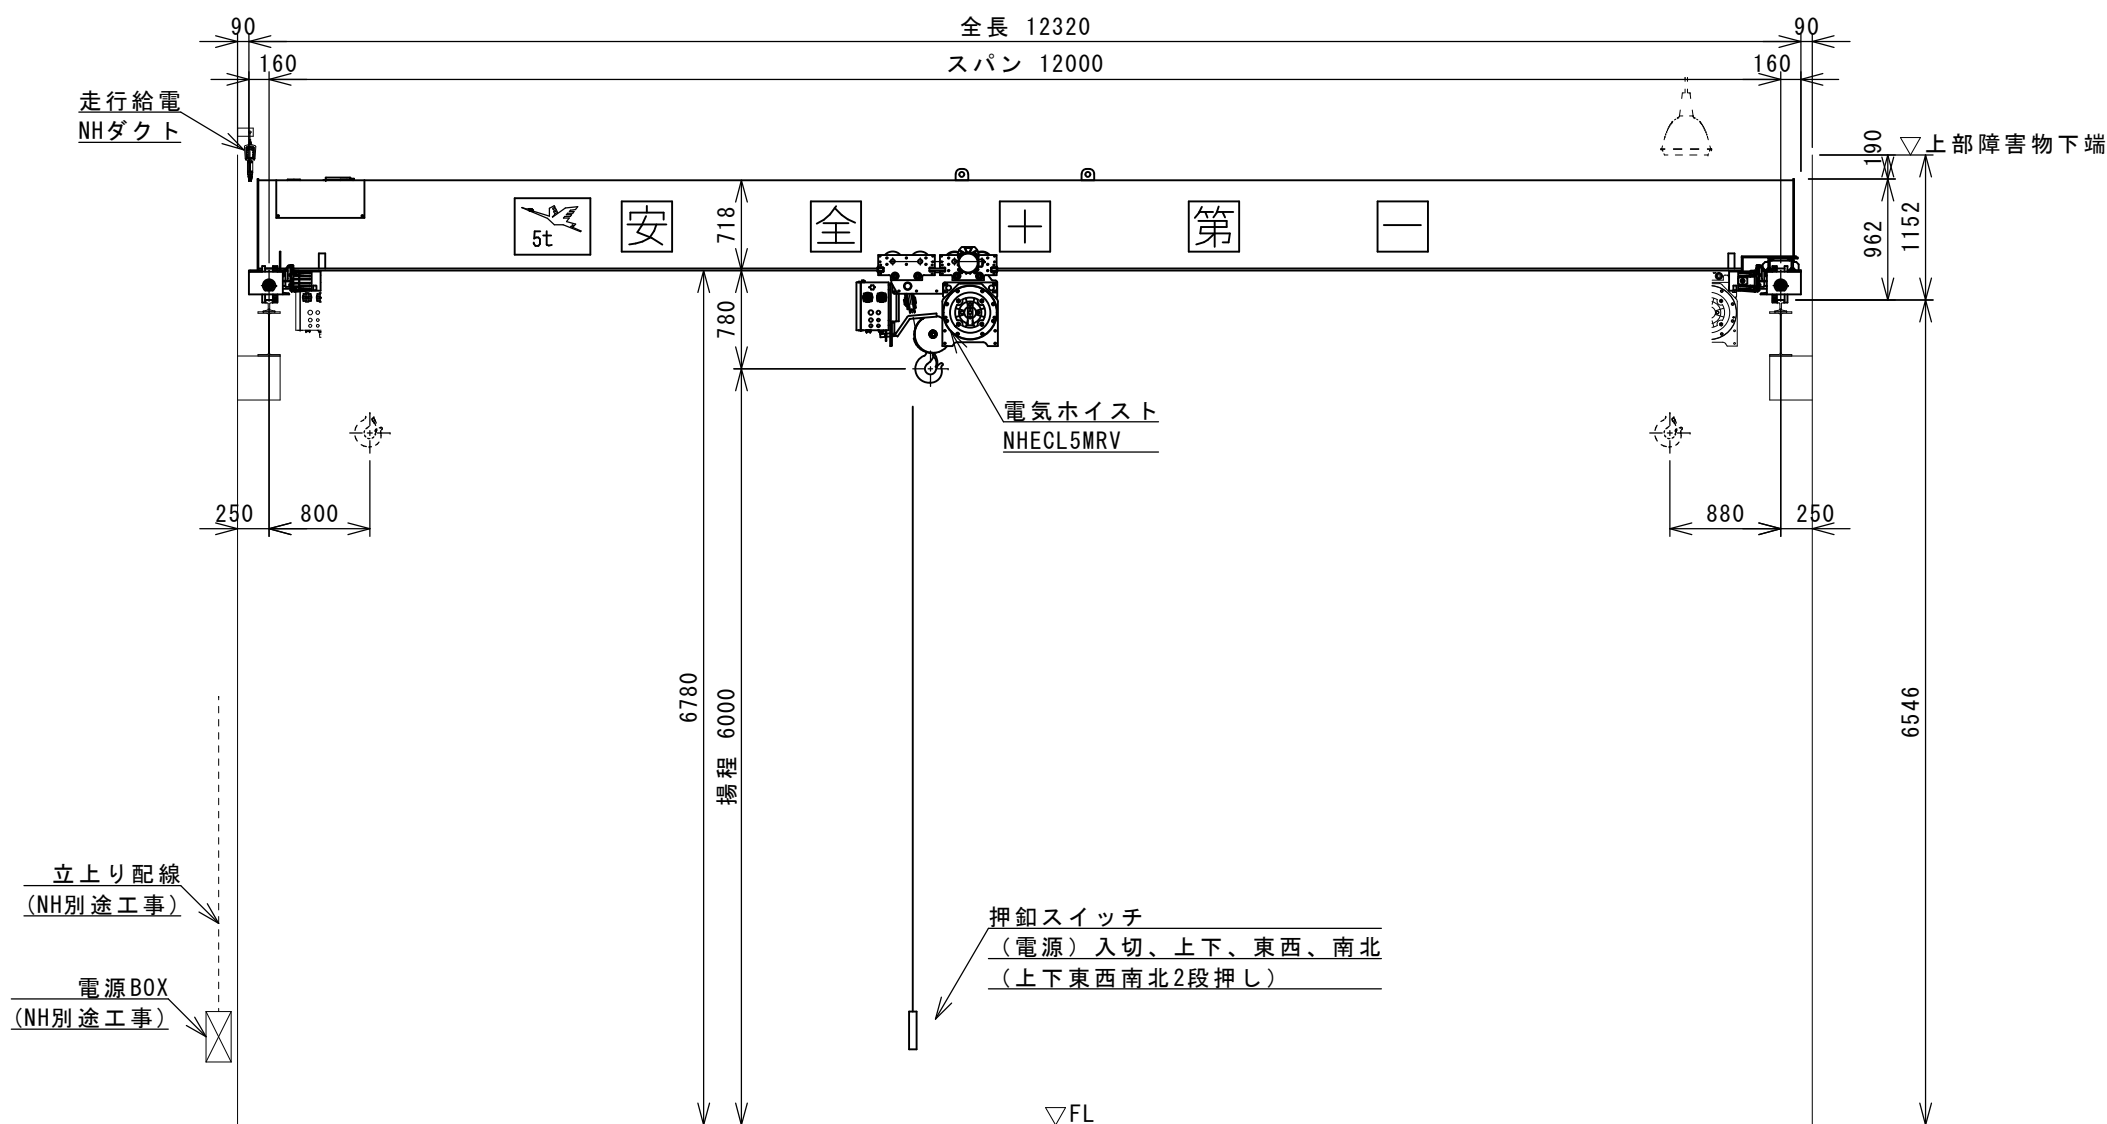 90
全長 12320
90
160
スパン 12000
160
走行給電
NHダクト
190
▽上部障害物下端
5t
安
全
十
第
一
718
962
1152
780
電気ホイスト
NHECL5MRV
250
800
880
250
6780
揚程 6000
6546
立上り配線
(NH別途工事)
押釦スイッチ
(電源)入切、上下、東西、南北
(上下東西南北2段押し)
電源BOX
(NH別途工事)
▽FL